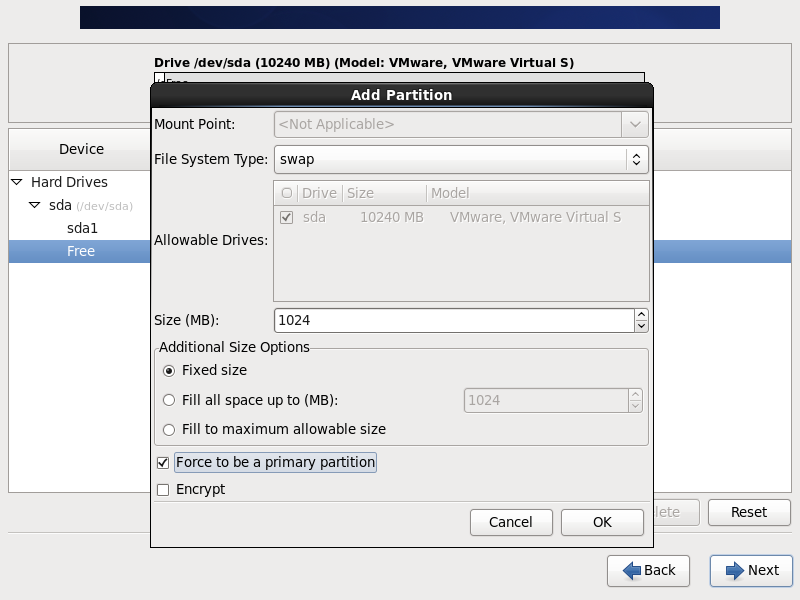 Drive /dev/sda (10240 MB) (Model: VMware, VMware Virtual S)
Free
Add Partition
Mount Point:
<Not Applicable>
File System Type:
swap
Device
Hard Drives
sda (/dev/sda)
sda1
Free
Allowable Drives:
Drive Size Model
sda 10240 MB VMware, VMware Virtual S
Size (MB):
1024
Additional Size Options
Fixed size
Fill all space up to (MB):
1024
Fill to maximum allowable size
Force to be a primary partition
Encrypt
Cancel
OK
Reset
Back
Next